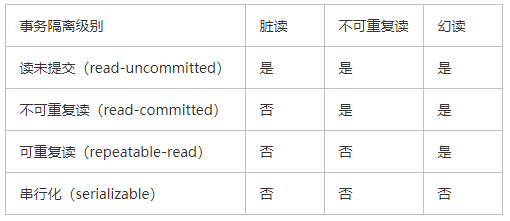 事务隔离级别 脏读 不可重复读 幻读
读未提交（read-uncommitted） 是 是 是
不可重复读（read-committed） 否 是 是
可重复读（repeatable-read） 否 否 是
串行化（serializable） 否 否 否